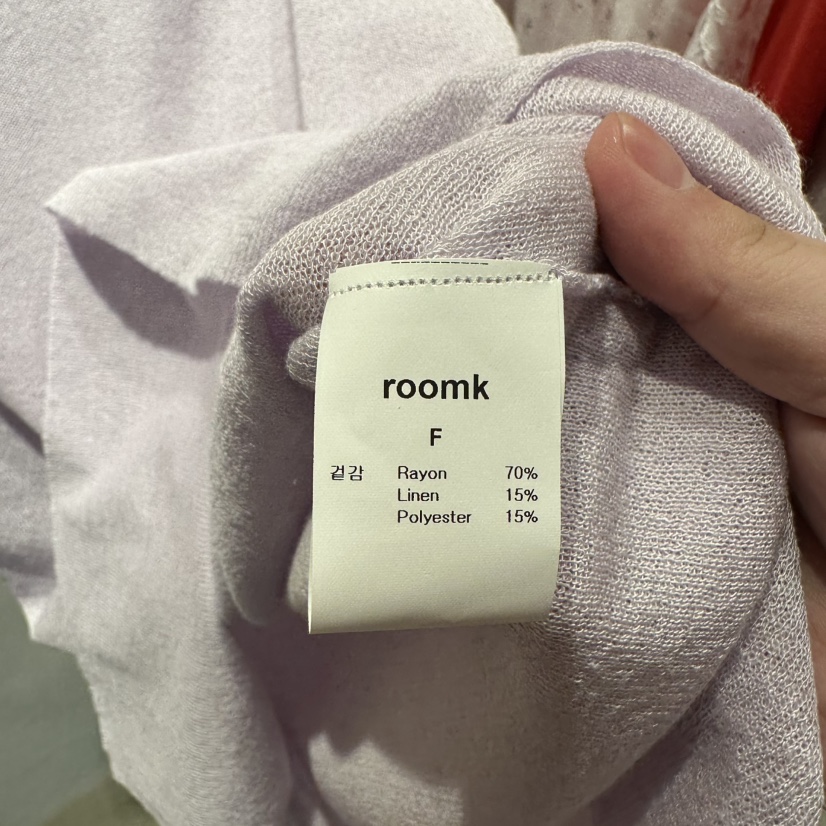 roomk
F
겉감 Rayon 70%
Linen 15%
Polyester 15%